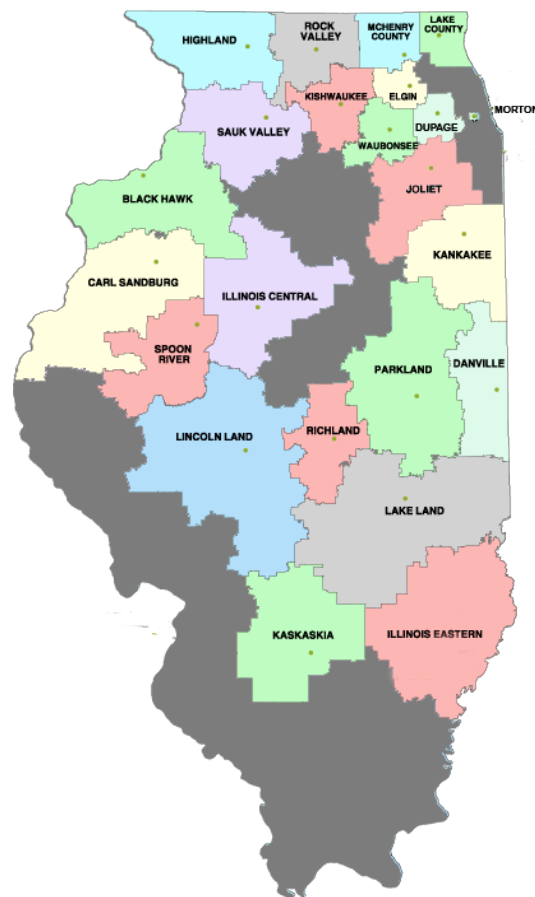 HIGHLAND
ROCK
VALLEY
MCHENRY
COUNTY
LAKE
COUNTY
KISHWAUKEE
ELGIN
MORTON
SAUK VALLEY
DUPAGE
WAUBONSEE
JOLIET
BLACK HAWK
KANKAKEE
CARL SANDBURG
ILLINOIS CENTRAL
SPOON
RIVER
PARKLAND
DANVILLE
LINCOLN LAND
RICHLAND
LAKE LAND
KASKASKIA
ILLINOIS EASTERN